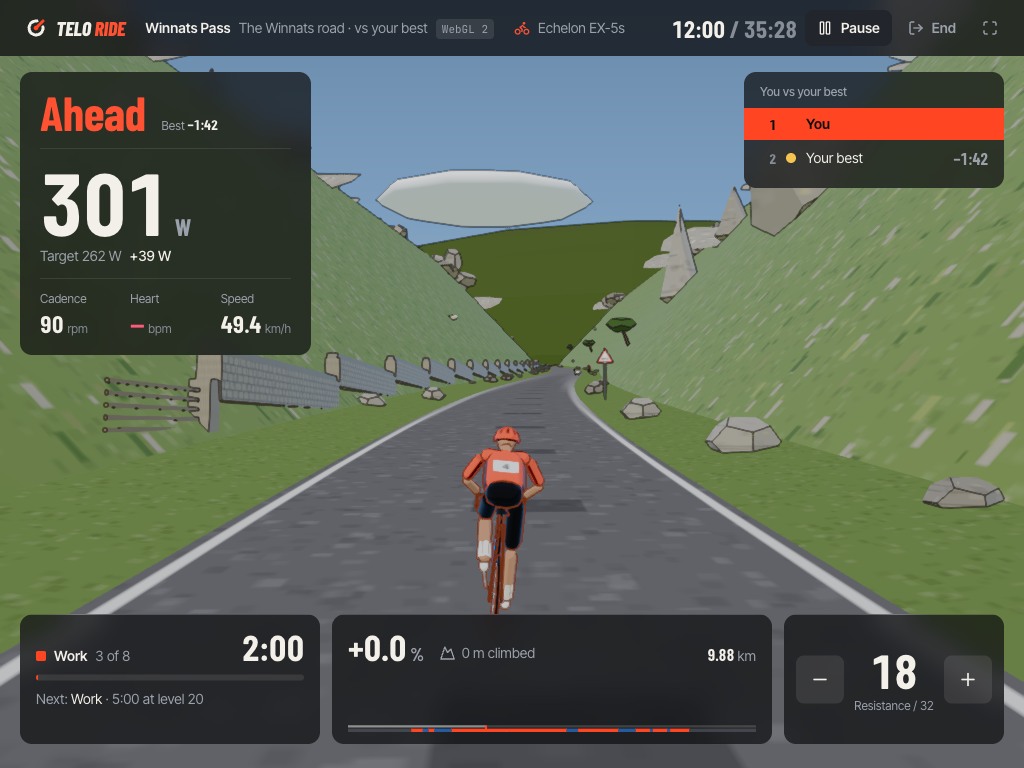 TELO RIDE Winnats Pass The Winnats road · vs your best WebGL 2 Echelon EX-5s 12:00 / 35:28 Pause End
Ahead Best −1:42
301 W
Target 262 W +39 W
Cadence Heart Speed
90 rpm – bpm 49.4 km/h
You vs your best
1 You
2 Your best −1:42
4
Work 3 of 8 2:00
Next: Work · 5:00 at level 20
+0.0 % 0 m climbed 9.88 km
− 18 +
Resistance / 32